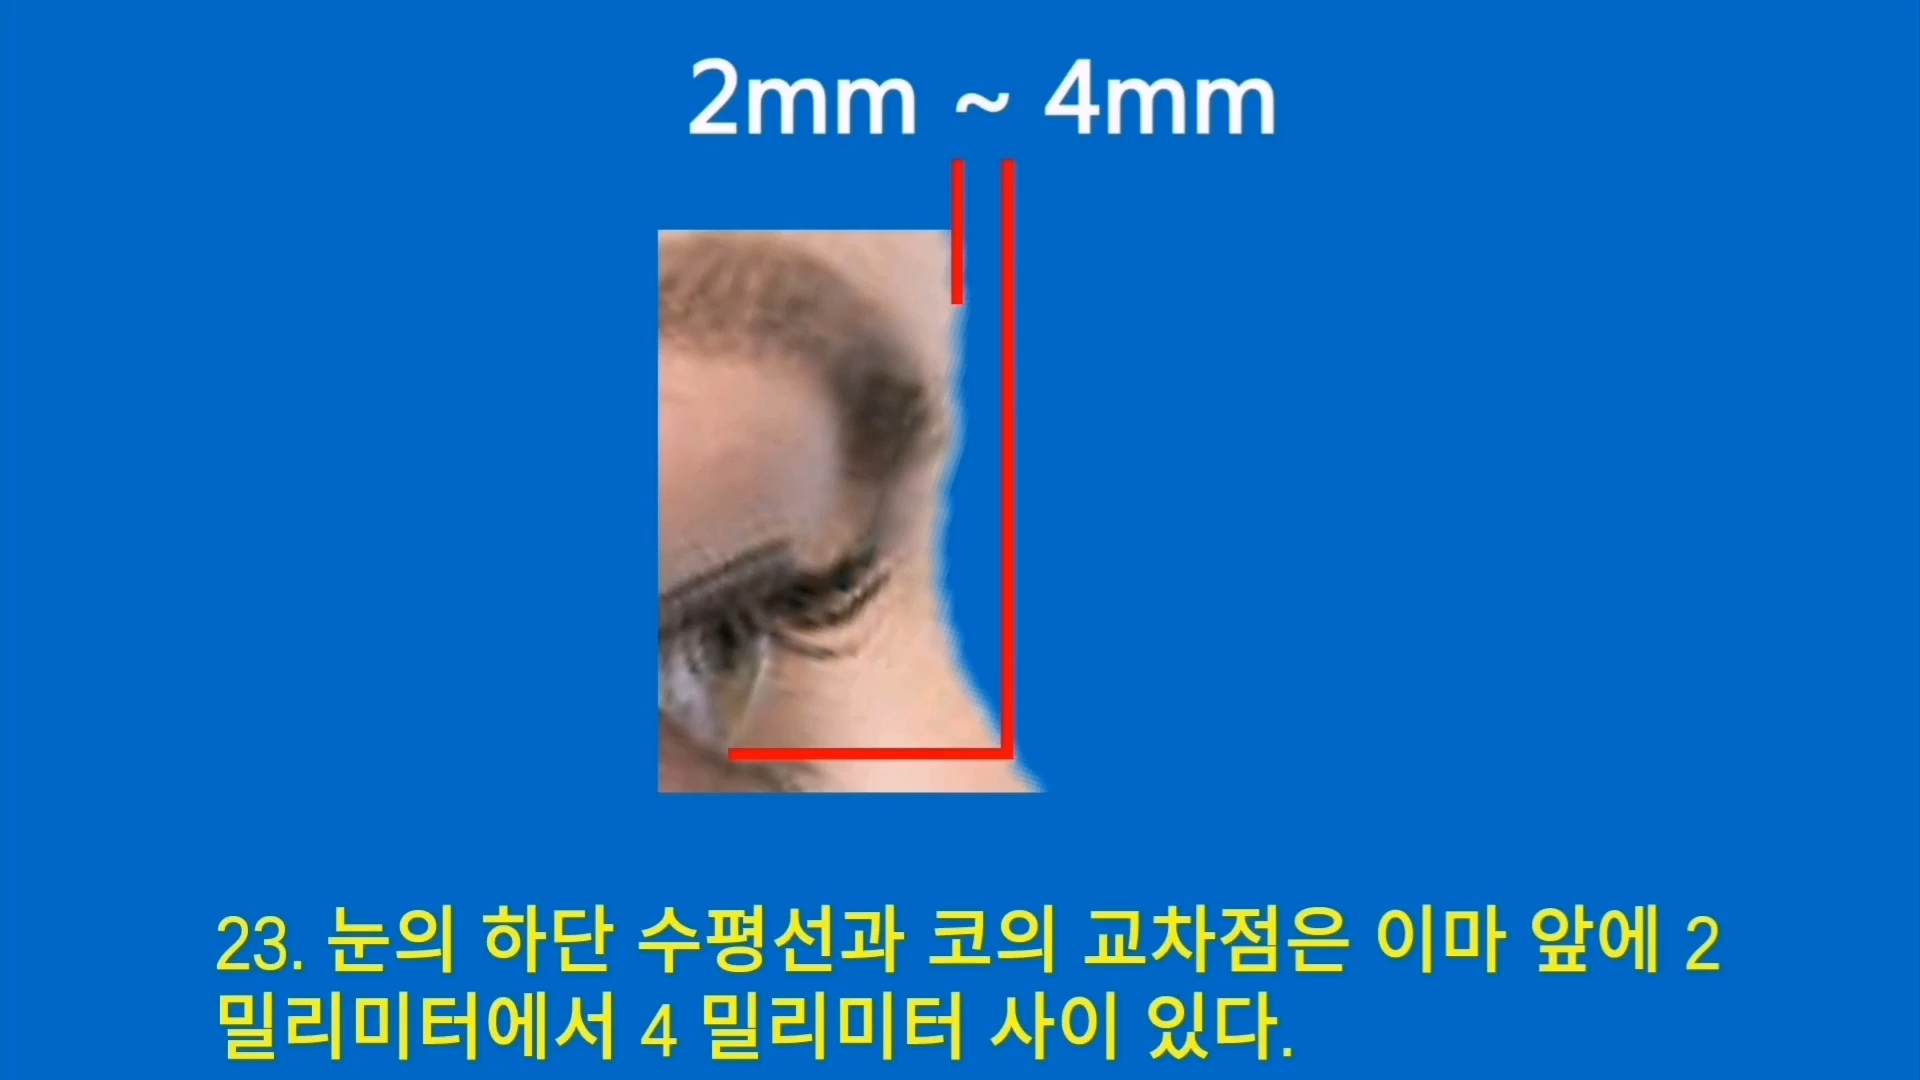 2mm ~ 4mm
23. 눈의 하단 수평선과 코의 교차점은 이마 앞에 2
밀리미터에서 4 밀리미터 사이 있다.